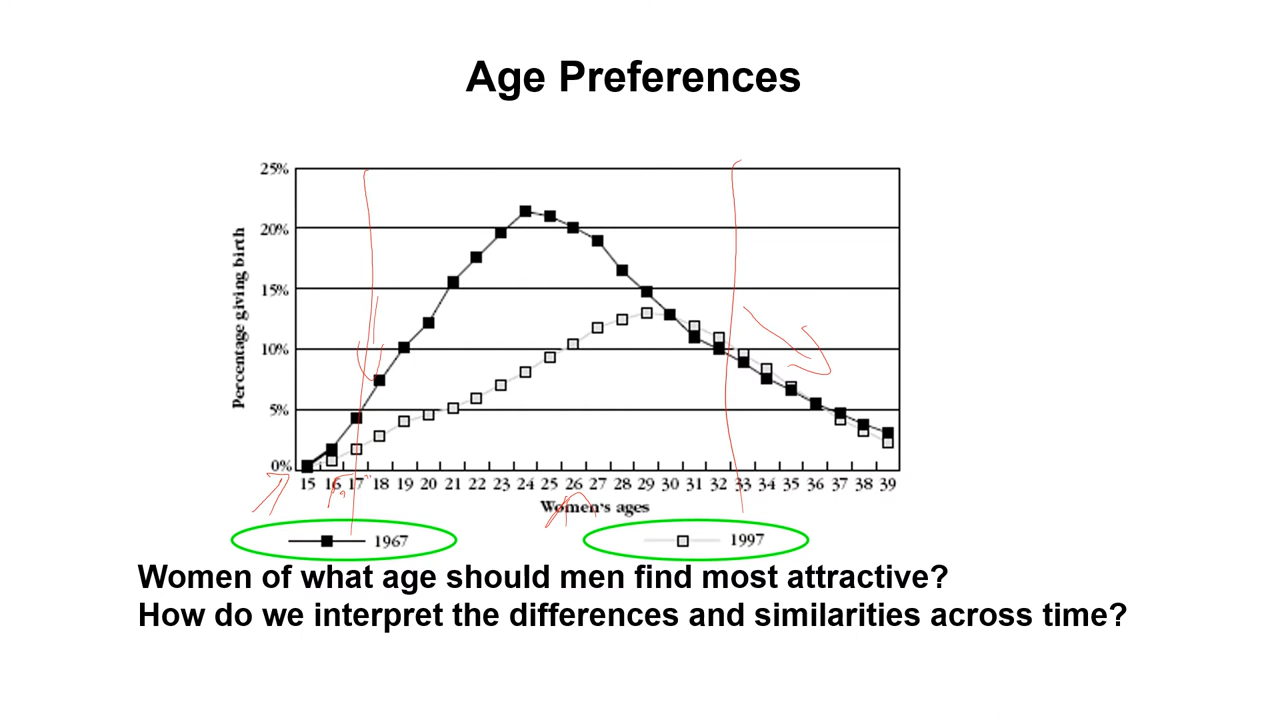 Age Preferences
25%
20%
15%
10%
5%
0%
Percentage giving birth
15 16 17 18 19 20 21 22 23 24 25 26 27 28 29 30 31 32 33 34 35 36 37 38 39
Women's ages
1967
1997
Women of what age should men find most attractive?
How do we interpret the differences and similarities across time?